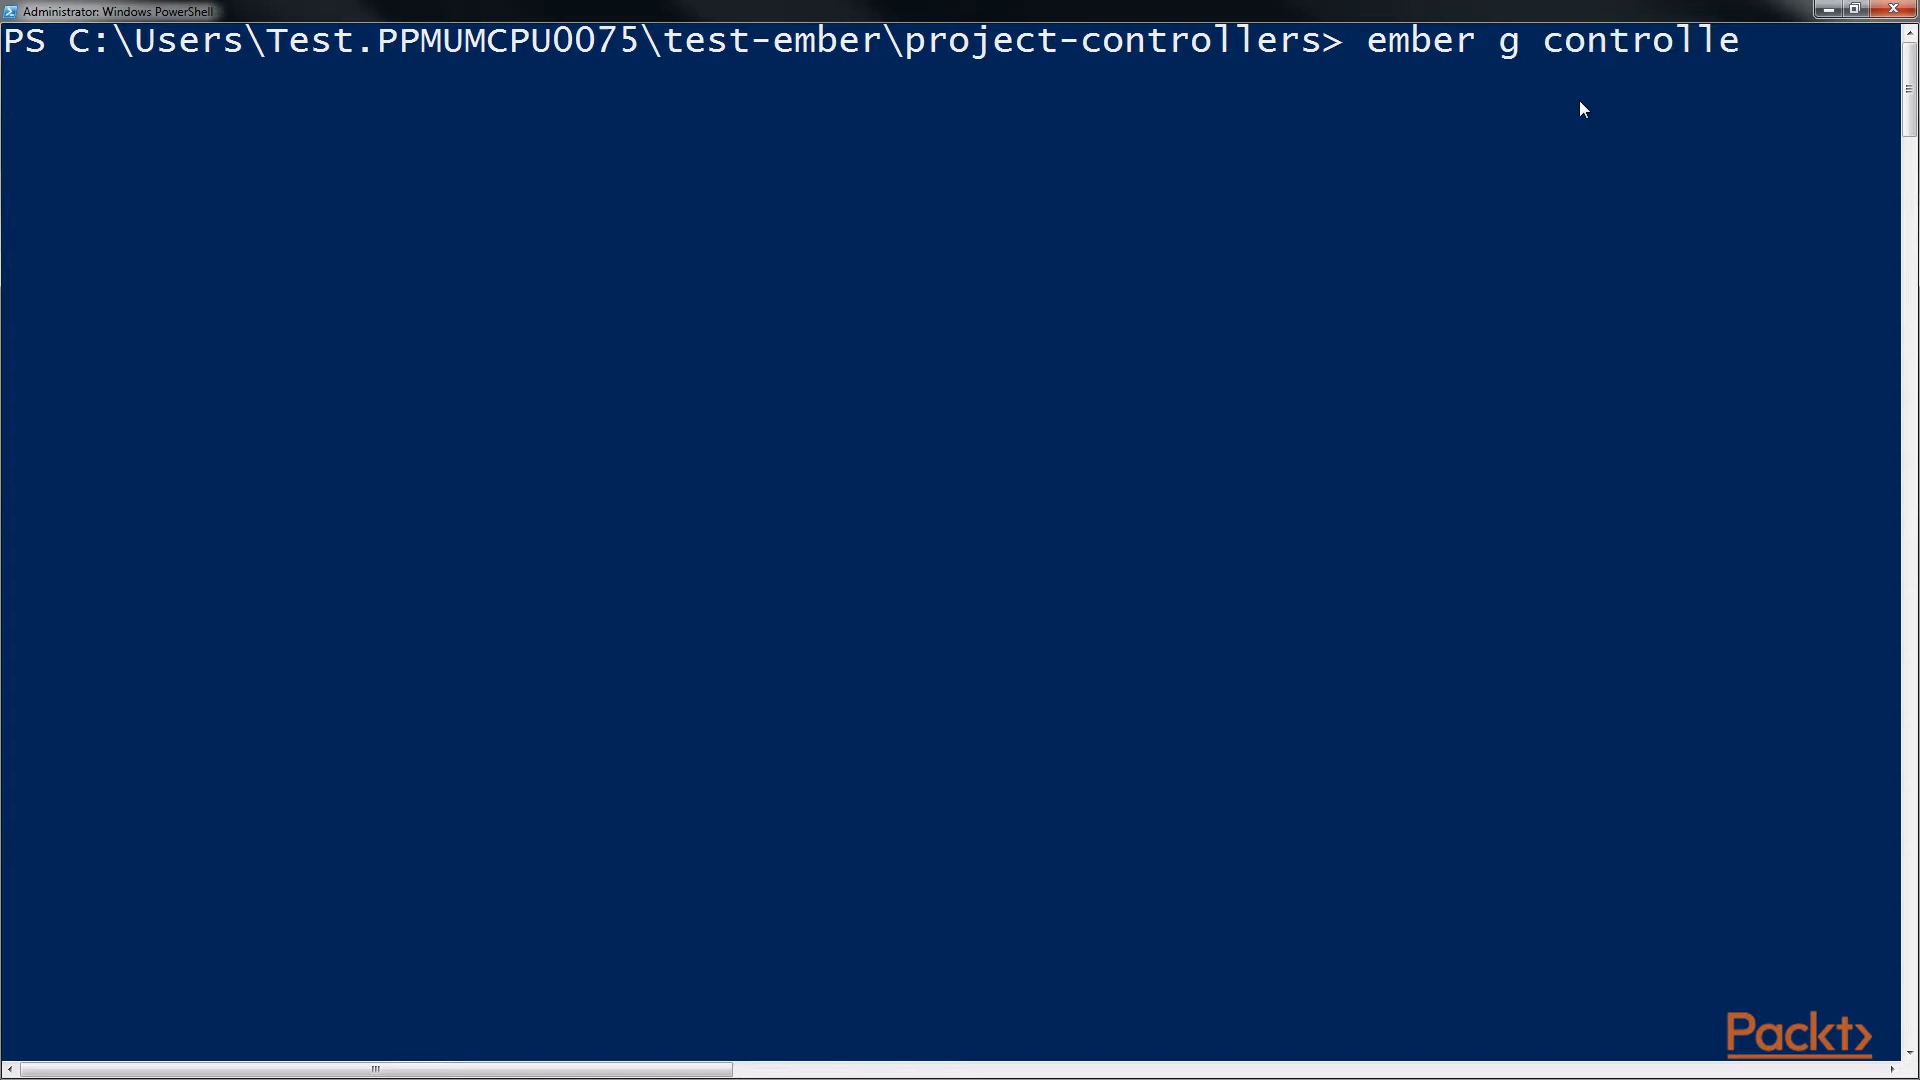 Administrator: Windows PowerShell
PS C:\Users\Test.PPMUMCPU0075\test-ember\project-controllers> ember g controlle
Packt>